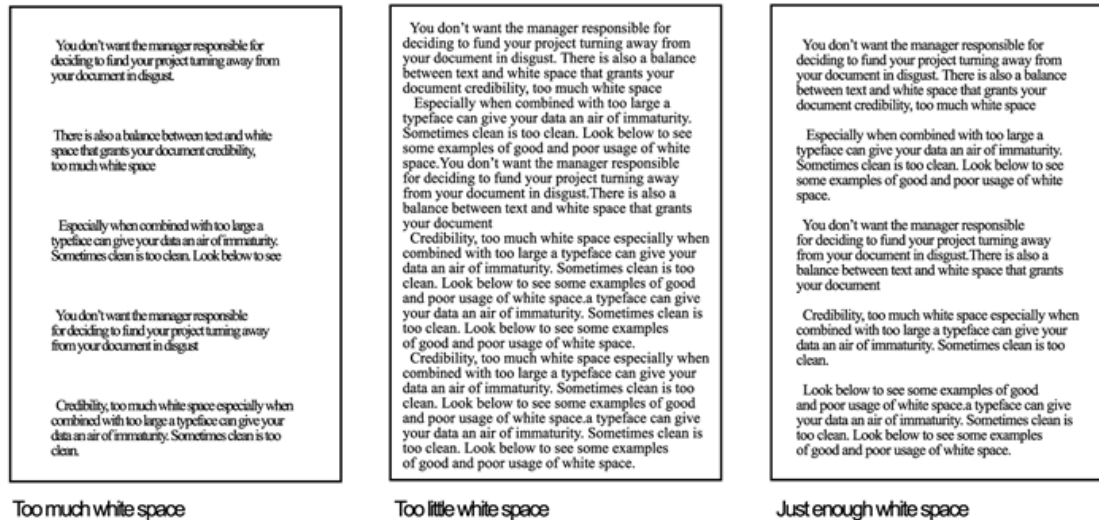 You don't want the manager responsible for
deciding to fund your project turning away from
your document in disgust.
There is also a balance between text and white
space that grants your document credibility,
too much white space
Especially when combined with too large a
typeface can give your data an air of immaturity.
Sometimes clean is too clean. Look below to see
You don't want the manager responsible
for deciding to fund your project turning away
from your document in disgust
Credibility, too much white space especially when
combined with too large a typeface can give your
data an air of immaturity. Sometimes clean is too
clean.
Too much white space
You don't want the manager responsible for
deciding to fund your project turning away from
your document in disgust. There is also a balance
between text and white space that grants your
document credibility, too much white space
Especially when combined with too large a
typeface can give your data an air of immaturity.
Sometimes clean is too clean. Look below to see
some examples of good and poor usage of white
space.You don't want the manager responsible
for deciding to fund your project turning away
from your document in disgust.There is also a
balance between text and white space that grants
your document
Credibility, too much white space especially when
combined with too large a typeface can give your
data an air of immaturity. Sometimes clean is too
clean. Look below to see some examples of good
and poor usage of white space.a typeface can give
your data an air of immaturity. Sometimes clean is
too clean. Look below to see some examples
of good and poor usage of white space.
Credibility, too much white space especially when
combined with too large a typeface can give your
data an air of immaturity. Sometimes clean is too
clean. Look below to see some examples of good
and poor usage of white space.a typeface can give
your data an air of immaturity. Sometimes clean is
too clean. Look below to see some examples
of good and poor usage of white space.
Too little white space
You don't want the manager responsible for
deciding to fund your project turning away from
your document in disgust. There is also a balance
between text and white space that grants your
document credibility, too much white space
Especially when combined with too large a
typeface can give your data an air of immaturity.
Sometimes clean is too clean. Look below to see
some examples of good and poor usage of white
space.
You don't want the manager responsible
for deciding to fund your project turning away
from your document in disgust.There is also a
balance between text and white space that grants
your document
Credibility, too much white space especially when
combined with too large a typeface can give your
data an air of immaturity. Sometimes clean is too
clean.
Look below to see some examples of good
and poor usage of white space.a typeface can give
your data an air of immaturity. Sometimes clean is
too clean. Look below to see some examples
of good and poor usage of white space.
Just enough white space